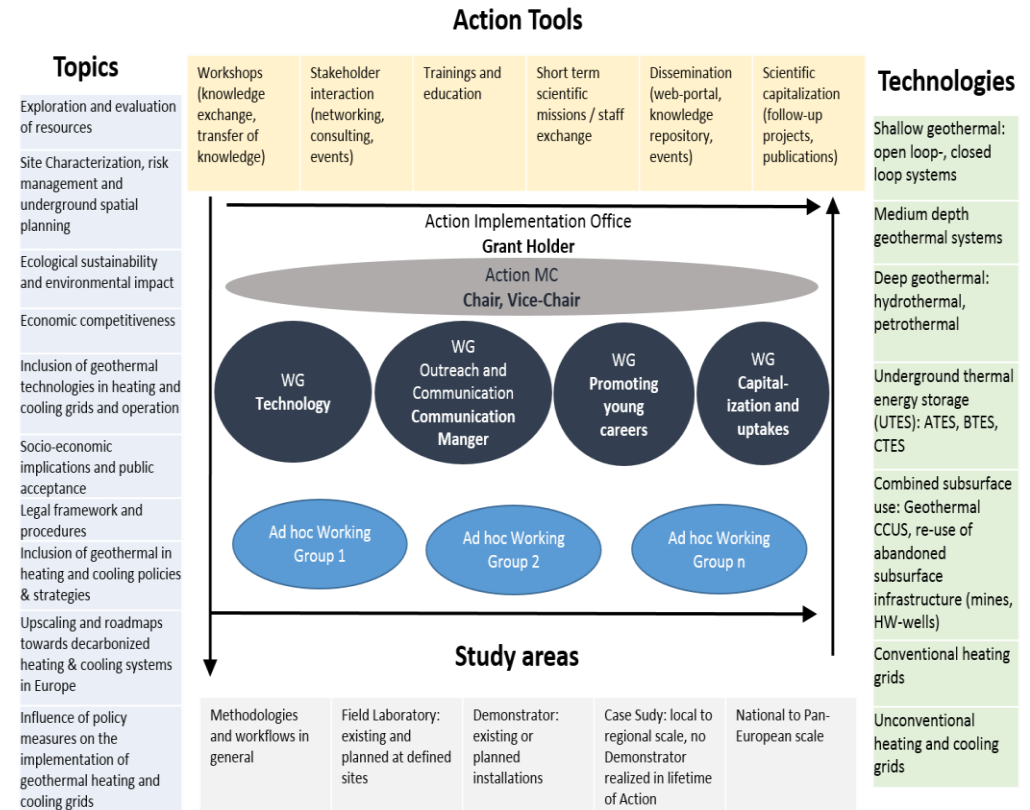 Action Tools
Topics
Exploration and evaluation
of resources
Site Characterization, risk
management and
underground spatial
planning
Ecological sustainability
and environmental impact
Economic competitiveness
Inclusion of geothermal
technologies in heating and
cooling grids and operation
Socio-economic
implications and public
acceptance
Legal framework and
procedures
Inclusion of geothermal in
heating and cooling policies
& strategies
Upscaling and roadmaps
towards decarbonized
heating & cooling systems
in Europe
Influence of policy
measures on the
implementation of
geothermal heating and
cooling grids
Workshops
(knowledge
exchange,
transfer of
knowledge)
Stakeholder
interaction
(networking,
consulting,
events)
Trainings and
education
Short term
scientific
missions / staff
exchange
Dissemination
(web-portal,
knowledge
repository,
events)
Scientific
capitalization
(follow-up
projects,
publications)
Action Implementation Office
Grant Holder
Action MC
Chair, Vice-Chair
WG
Technology
WG
Outreach and
Communication
Communication
Manger
WG
Promoting
young
careers
WG
Capital-
ization and
uptakes
Ad hoc Working
Group 1
Ad hoc Working
Group 2
Ad hoc Working
Group n
Study areas
Methodologies
and workflows in
general
Field Laboratory:
existing and
planned at defined
sites
Demonstrator:
existing or
planned
installations
Case Sudy: local to
regional scale, no
Demonstrator
realized in lifetime
of Action
National to Pan-
European scale
Technologies
Shallow geothermal:
open loop-, closed
loop systems
Medium depth
geothermal systems
Deep geothermal:
hydrothermal,
petrothermal
Underground thermal
energy storage
(UTES): ATES, BTES,
CTES
Combined subsurface
use: Geothermal
CCUS, re-use of
abandoned
subsurface
infrastructure (mines,
HW-wells)
Conventional heating
grids
Unconventional
heating and cooling
grids